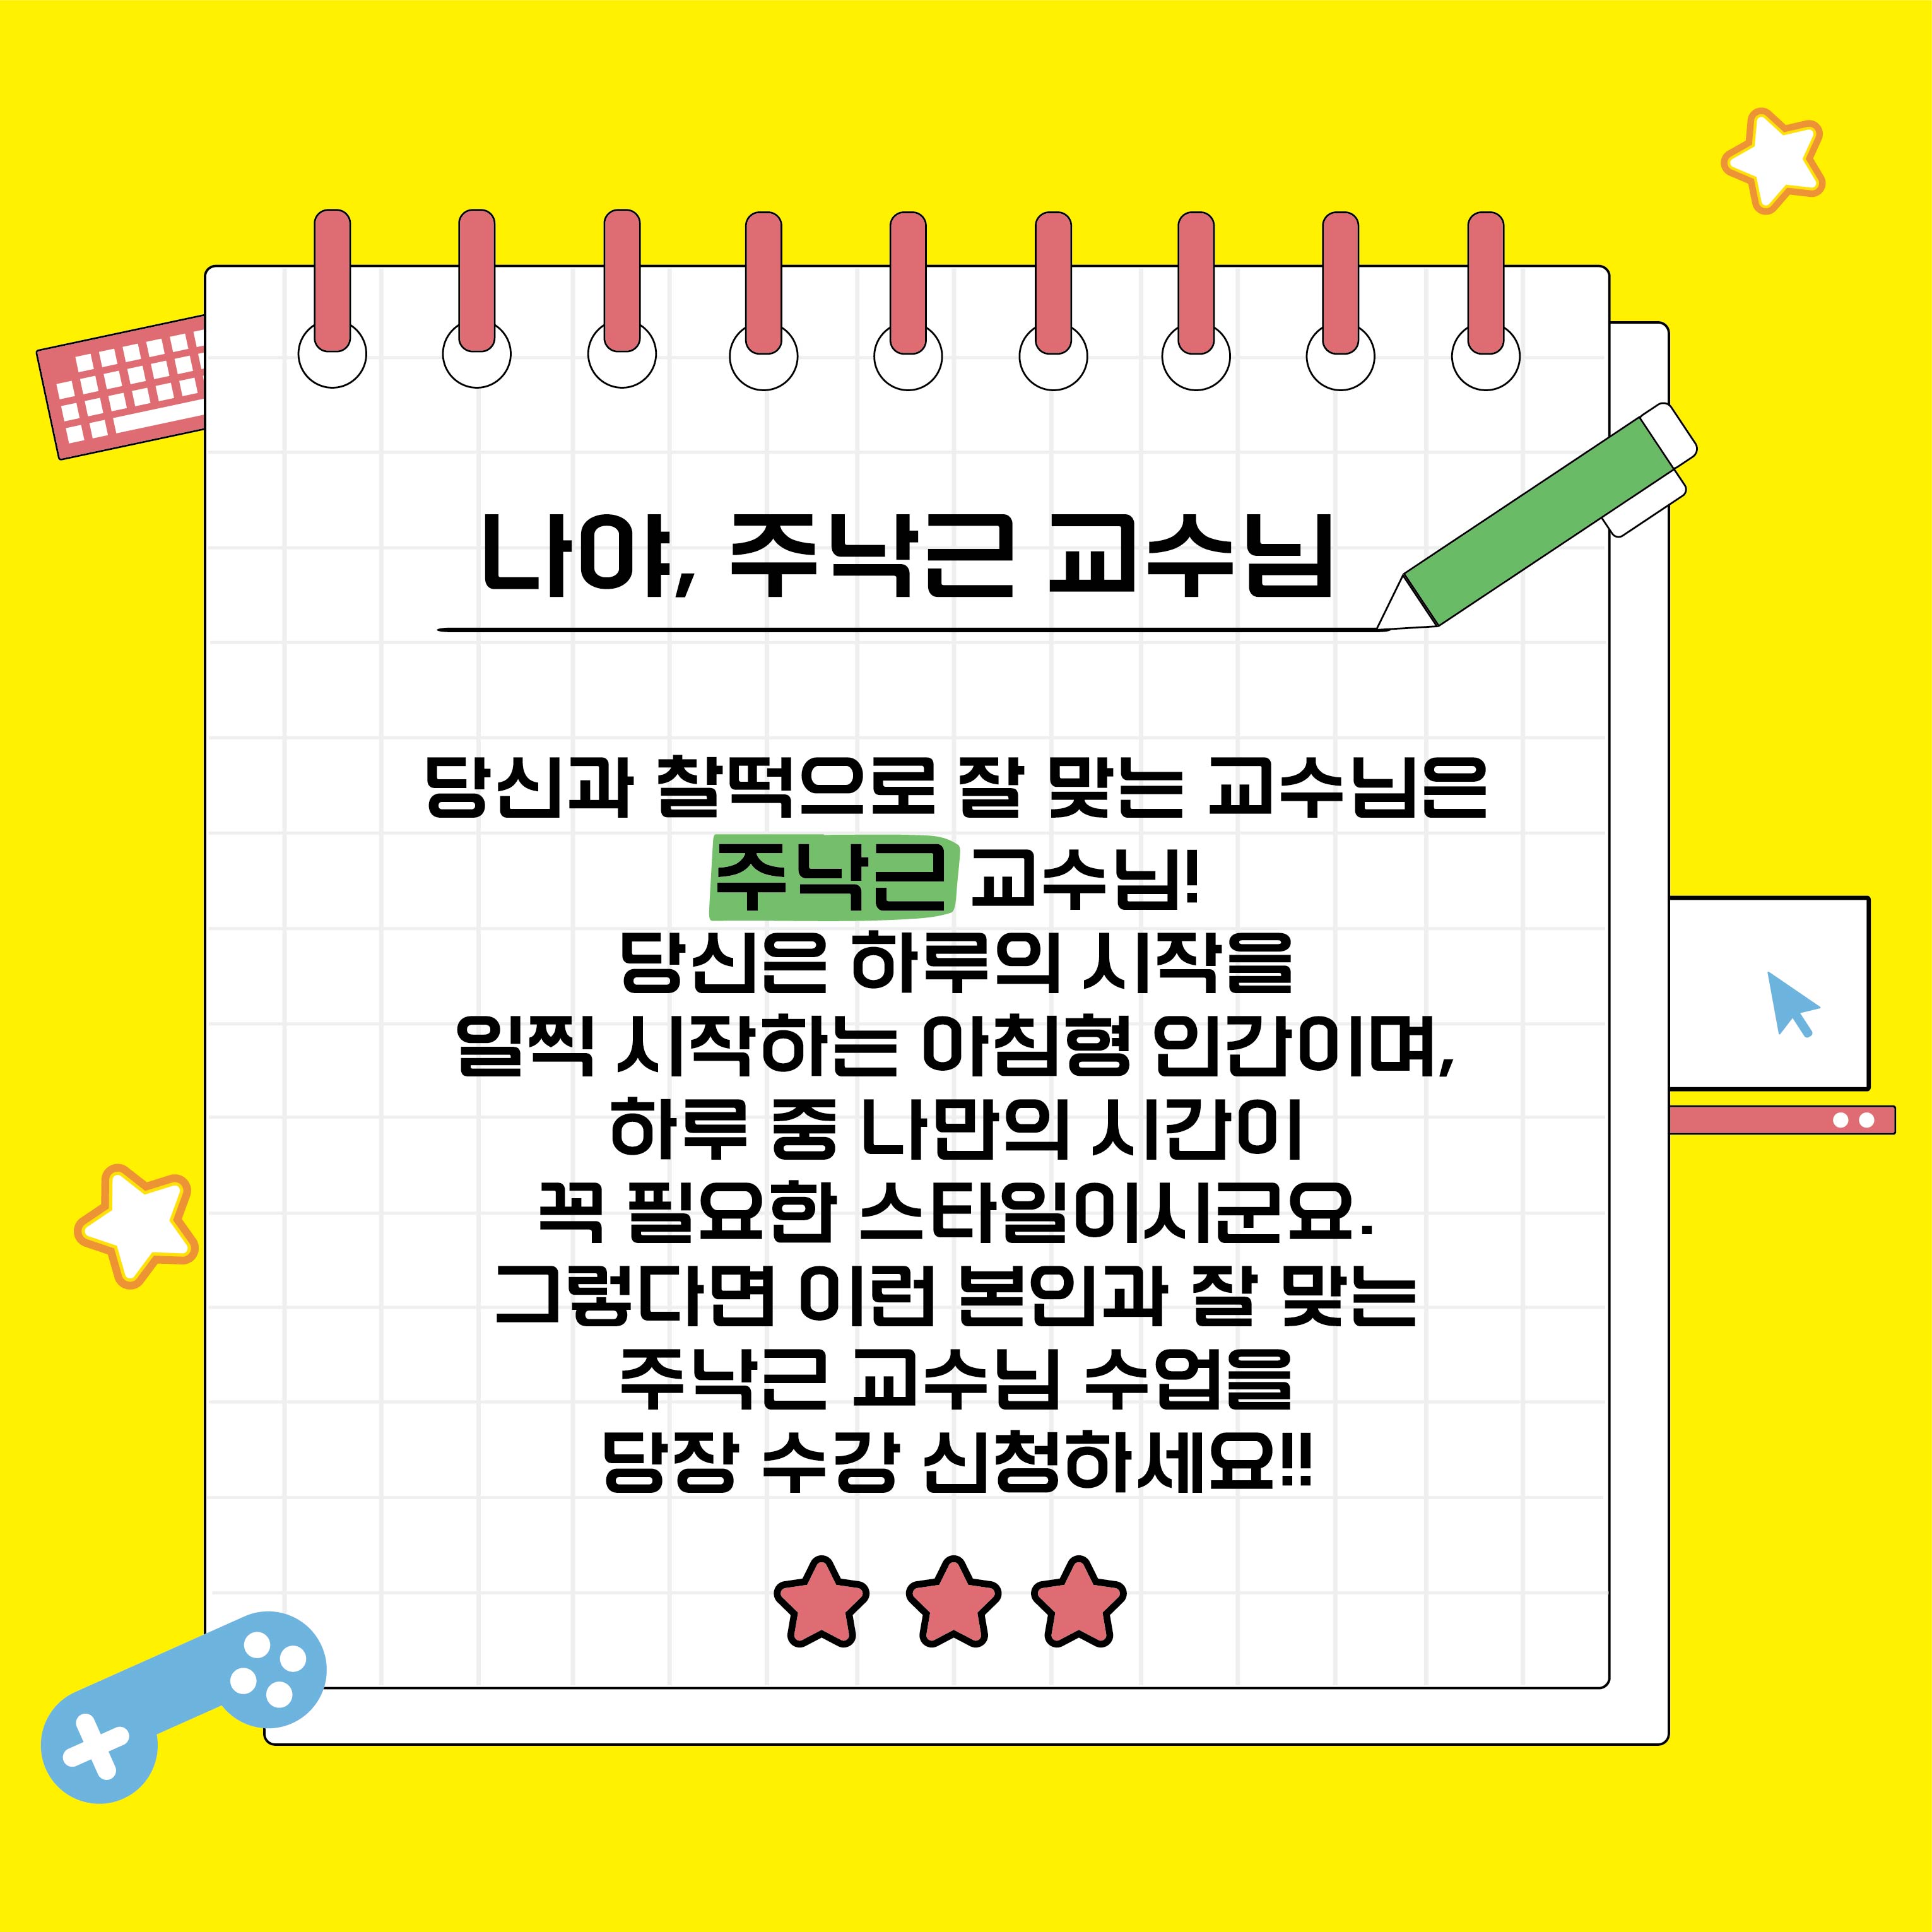 나야, 주낙근 교수님
당신과 찰떡으로 잘 맞는 교수님은
주낙근 교수님!
당신은 하루의 시작을
일찍 시작하는 아침형 인간이며,
하루 중 나만의 시간이
꼭 필요한 스타일이시군요.
그렇다면 이런 본인과 잘 맞는
주낙근 교수님 수업을
당장 수강 신청하세요!!